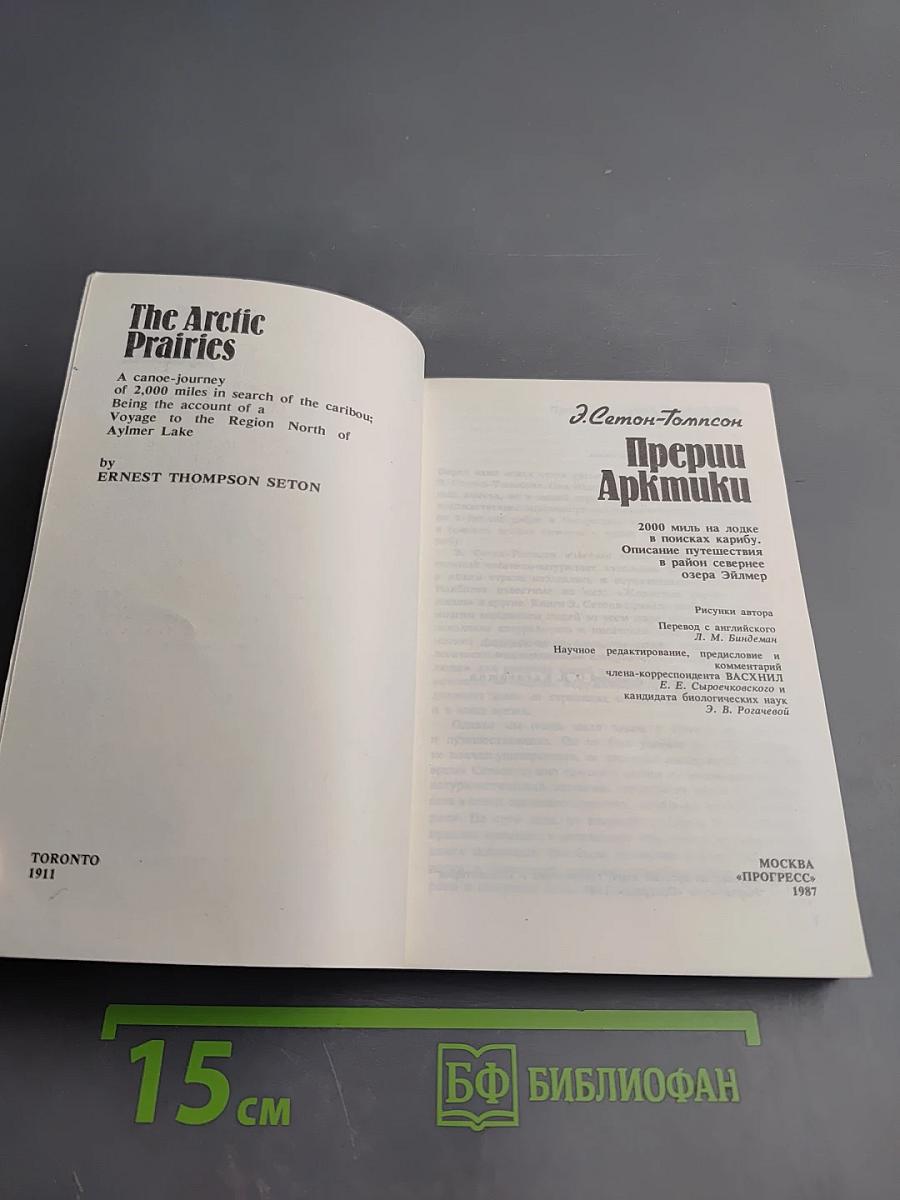 The Arctic
Prairies
A canoe-journey
of 2,000 miles in search of the caribou;
Being the account of a
Voyage to the Region North of
Aylmer Lake
by
ERNEST THOMPSON SETON
TORONTO
1911
Э. Сетон-Томпсон
Прерии
Арктики
2000 миль на лодке
в поисках карибу.
Описание путешествия
в район севернее
озера Эйлмер
Рисунки автора
Перевод с английского
Л. М. Биндеман
Научное редактирование, предисловие и
комментарий
члена-корреспондента ВАСХНИЛ
Е. Е. Сыроечковского и
кандидата биологических наук
Э. В. Рогачевой
МОСКВА
«ПРОГРЕСС»
1987
15 см
БФ БИБЛИОФАН